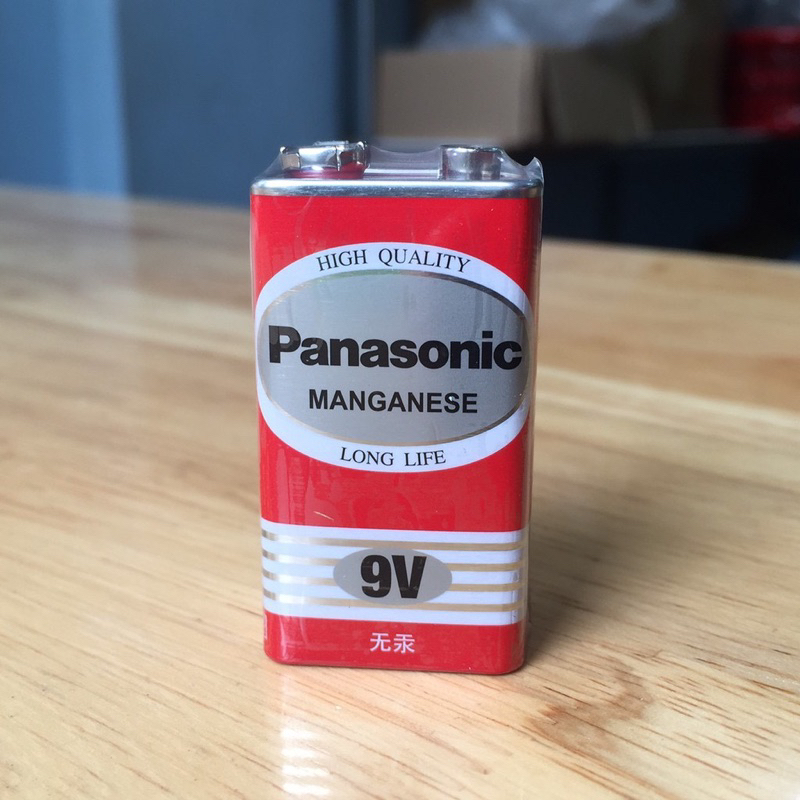 HIGH QUALITY
Panasonic
MANGANESE
LONG LIFE
9V
无汞